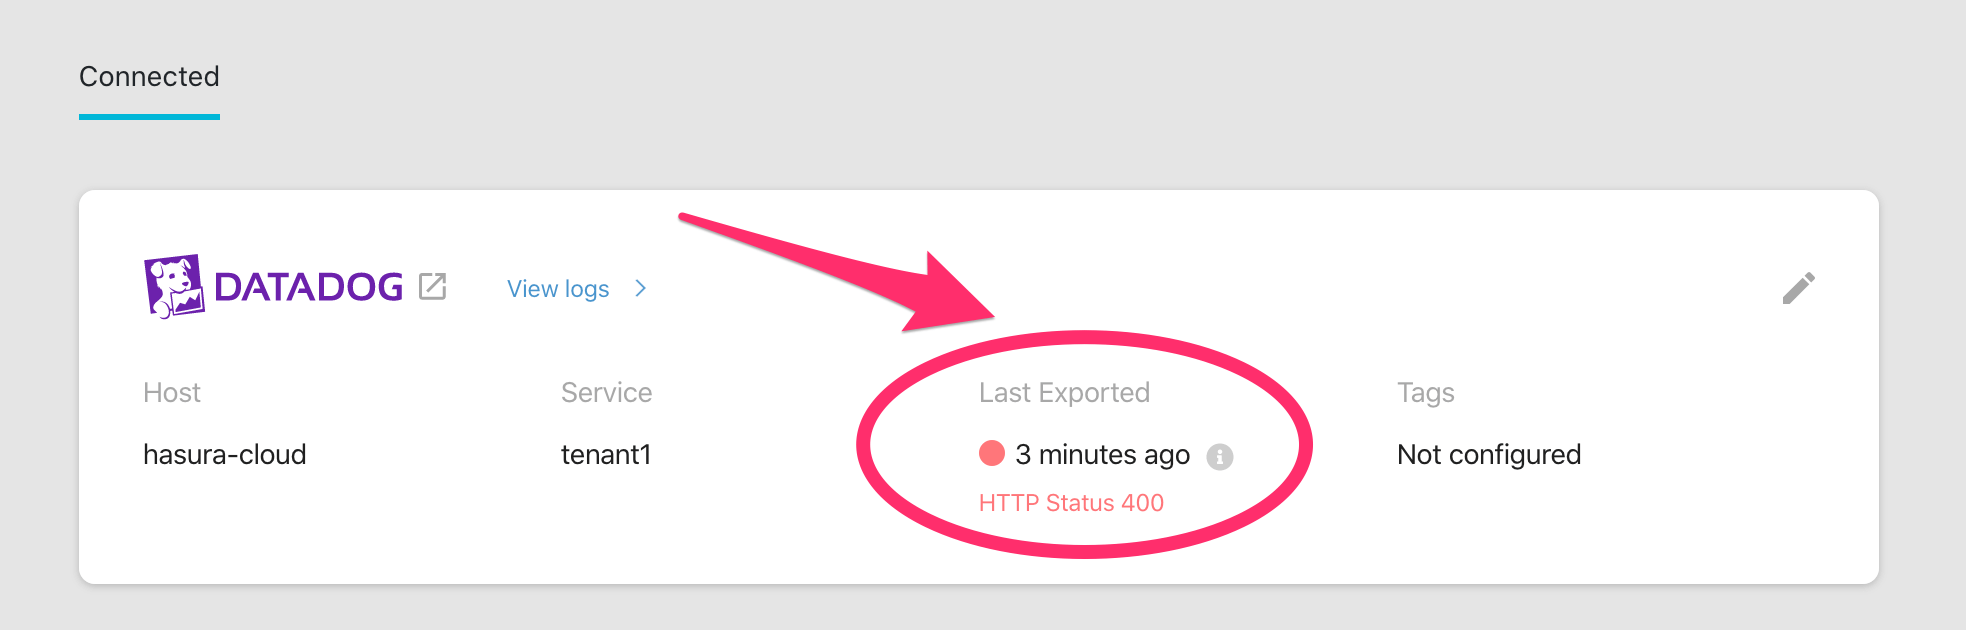 Connected
DATADOG
View logs
Host
Service
Last Exported
Tags
hasura-cloud
tenant1
3 minutes ago
Not configured
HTTP Status 400